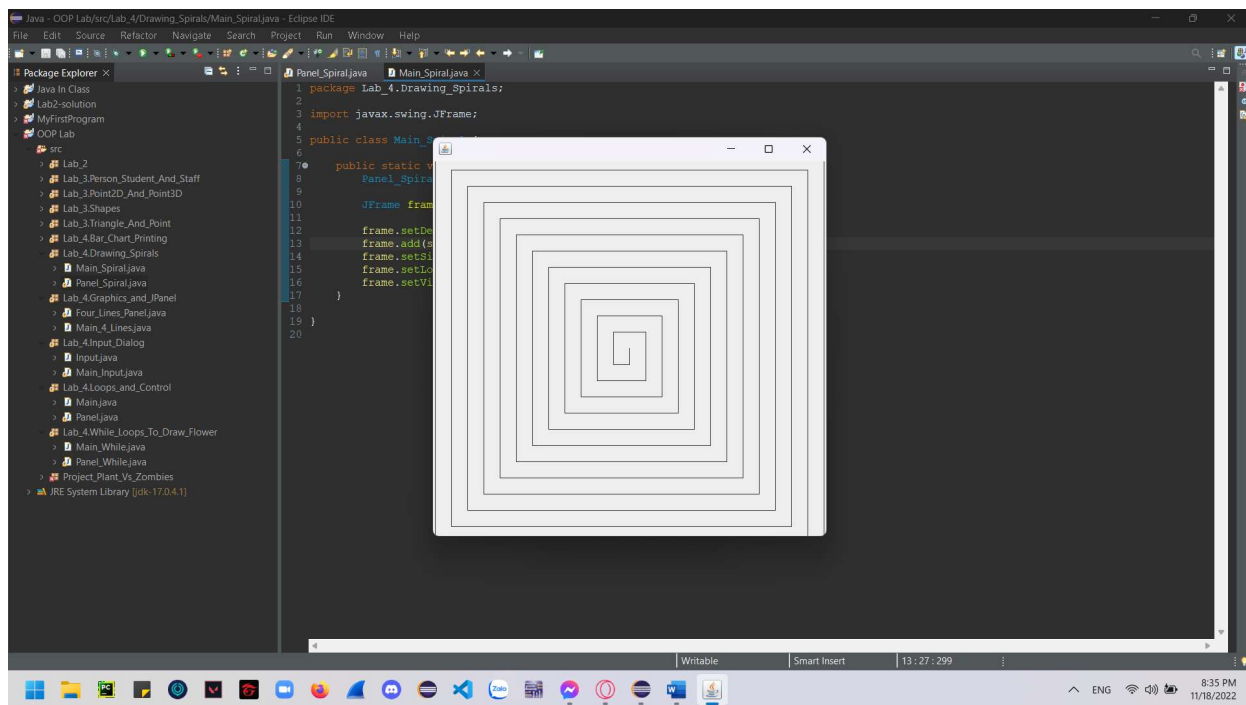 Java - OOP Lab/src/Lab_4/Drawing_Spirals/Main_Spiral.java - Eclipse IDE
File Edit Source Refactor Navigate Search Project Run Window Help
Package Explorer
Java In Class
Lab2-solution
MyFirstProgram
OOP Lab
src
Lab_2
Lab_3.Person_Student_And_Staff
Lab_3.Point2D_And_Point3D
Lab_3.Shapes
Lab_3.Triangle_And_Point
Lab_4.Bar_Chart_Printing
Lab_4.Drawing_Spirals
Main_Spiral.java
Panel_Spiral.java
Lab_4.Graphics_and_JPanel
Four_Lines_Panel.java
Main_4_Lines.java
Lab_4.Input_Dialog
Input.java
Main_Input.java
Lab_4.Loops_and_Control
Main.java
Panel.java
Lab_4.While_Loops_To_Draw_Flower
Main_While.java
Panel_While.java
Project_Plant_Vs_Zombies
JRE System Library [jdk-17.0.4.1]
Panel_Spiral.java Main_Spiral.java
1 package Lab_4.Drawing_Spirals;
2
3 import javax.swing.JFrame;
4
5 public class Main_S
6
7 public static v
8 Panel_Spira
9
10 JFrame fram
11
12 frame.setDe
13 frame.add(s
14 frame.setSi
15 frame.setLo
16 frame.setVi
17 }
18
19 }
20
Writable Smart Insert 13 : 27 : 299
PC Zalo W ENG 8:35 PM
11/18/2022